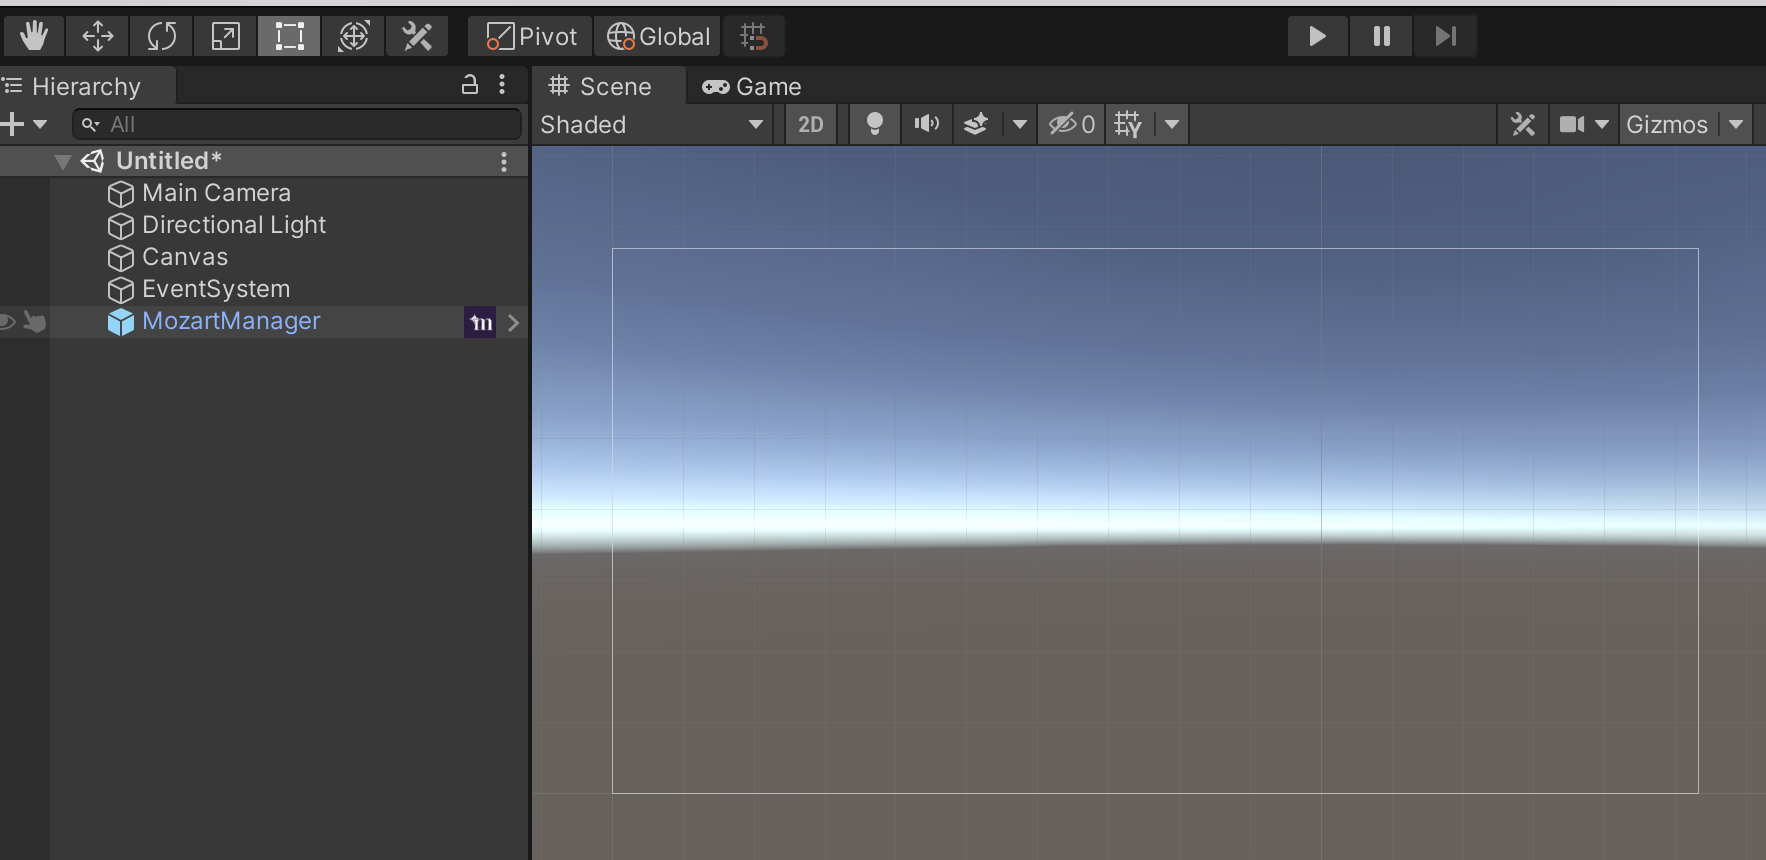 Pivot Global
Hierarchy
Scene Game
All
Shaded 2D 0 Gizmos
Untitled*
Main Camera
Directional Light
Canvas
EventSystem
MozartManager m